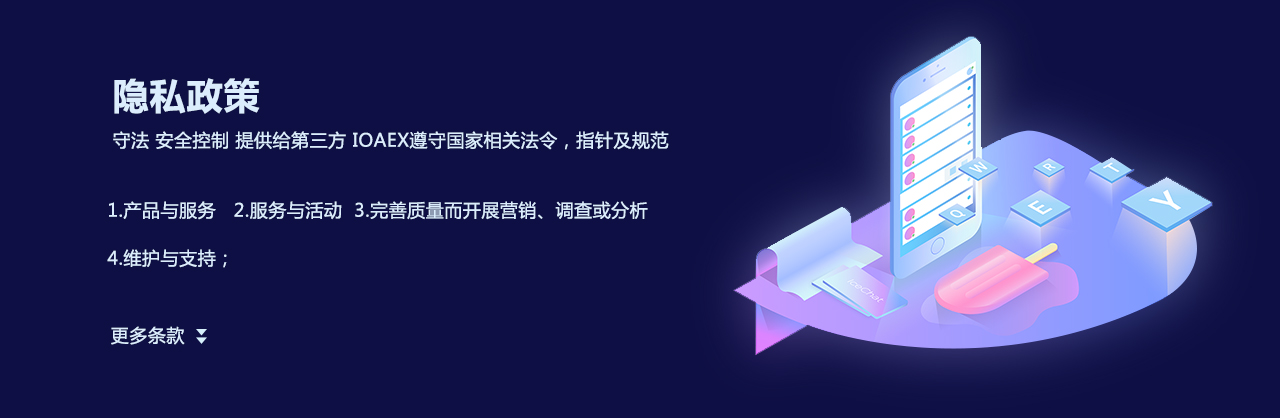 隐私政策
守法 安全控制 提供给第三方 IOAEX遵守国家相关法令，指针及规范
1.产品与服务 2.服务与活动 3.完善质量而开展营销、调查或分析
4.维护与支持；
更多条款
W
R
T
Y
Q
E
IceChat